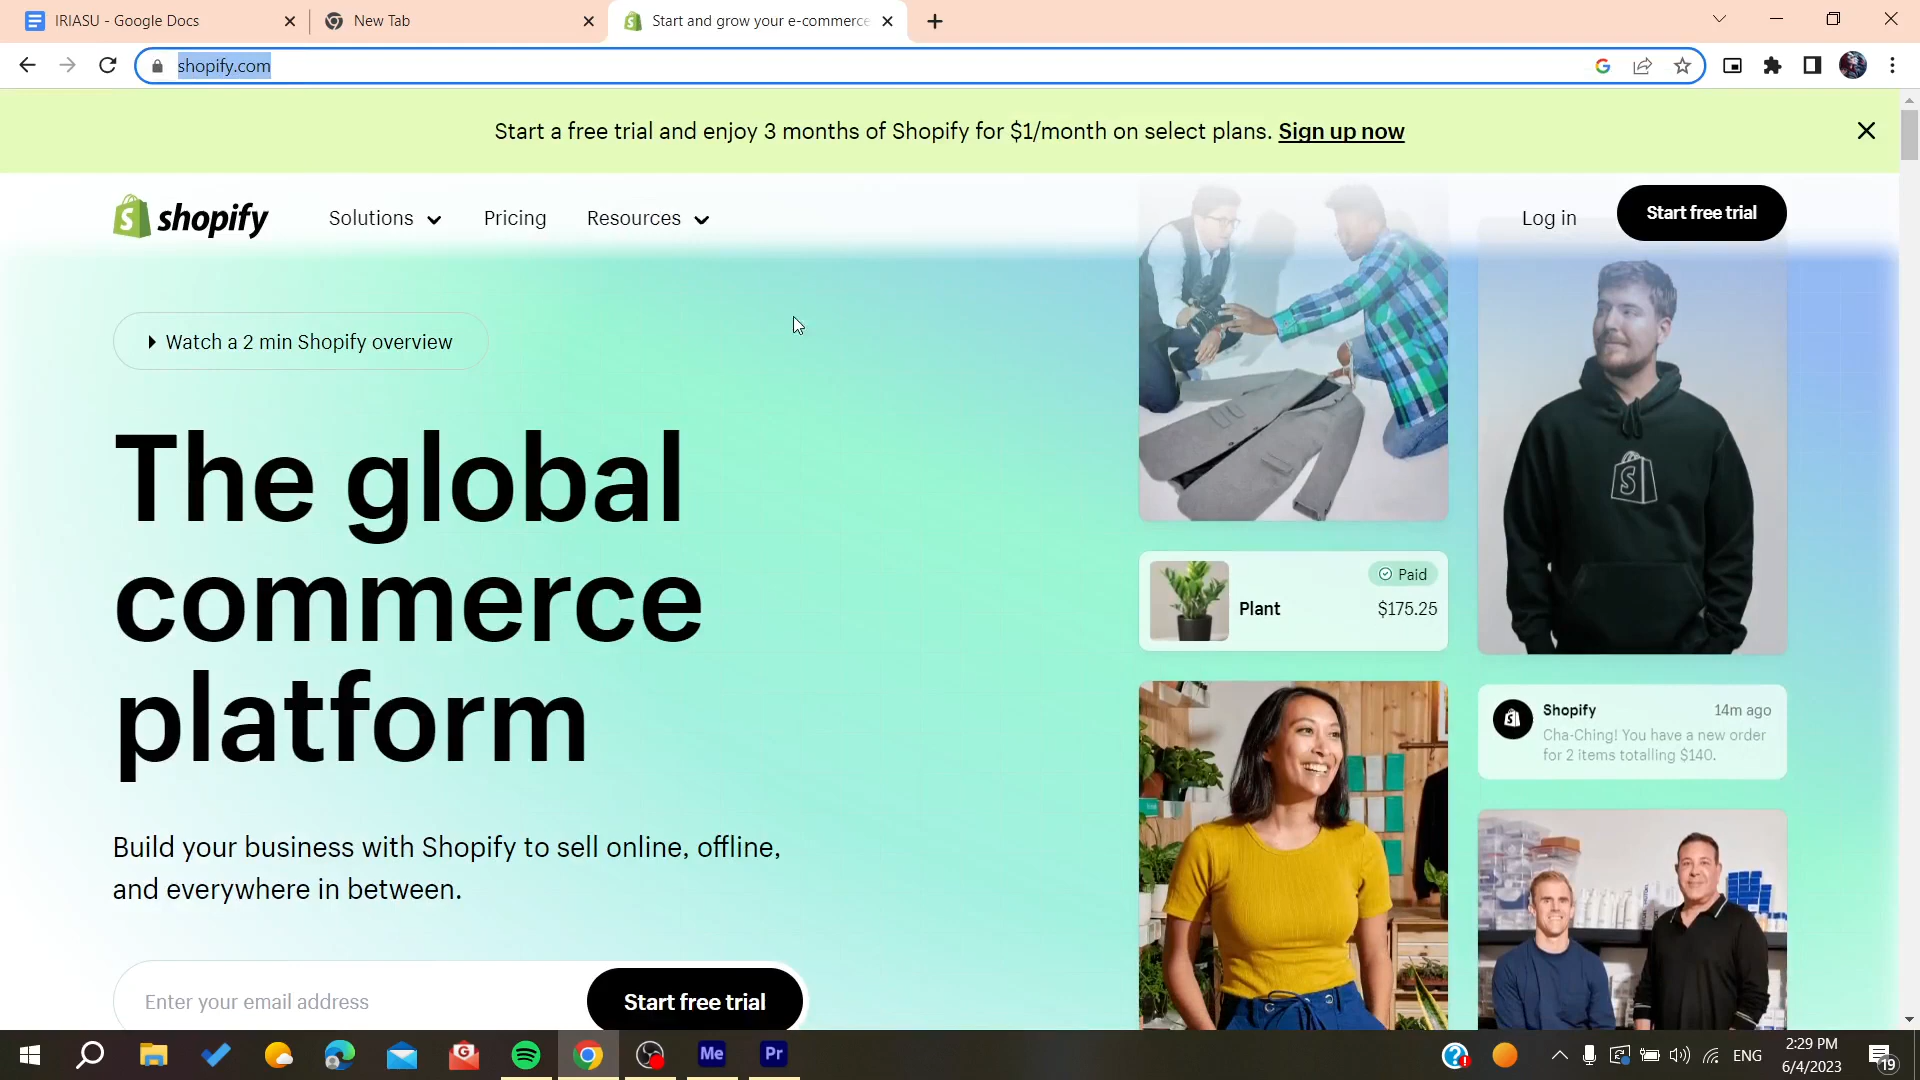 IRIASU - Google Docs
New Tab
Start and grow your e-commerce
shopify.com
Start a free trial and enjoy 3 months of Shopify for $1/month on select plans. Sign up now
shopify
Solutions
Pricing
Resources
Log in
Start free trial
Watch a 2 min Shopify overview
The global
commerce
platform
Build your business with Shopify to sell online, offline,
and everywhere in between.
Enter your email address
Start free trial
Paid
Plant
$175.25
Shopify
14m ago
Cha-Ching! You have a new order
for 2 items totalling $140.
Me
Pr
ENG
2:29 PM
6/4/2023
19